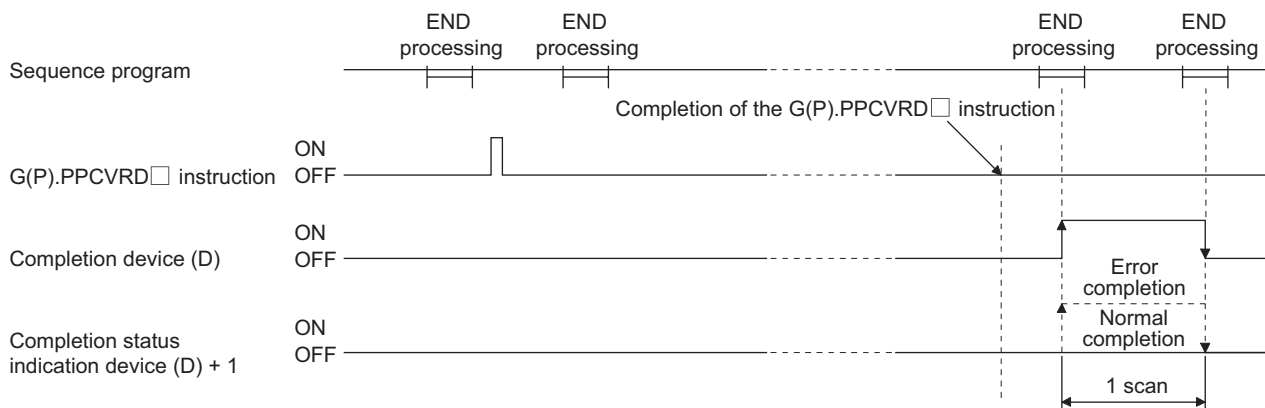 END
processing
END
processing
END
processing
END
processing
Sequence program
Completion of the G(P).PPCVRD□ instruction
ON
G(P).PPCVRD□ instruction OFF
ON
Completion device (D) OFF
Error
completion
ON
Normal
completion
Completion status
indication device (D) + 1
OFF
1 scan